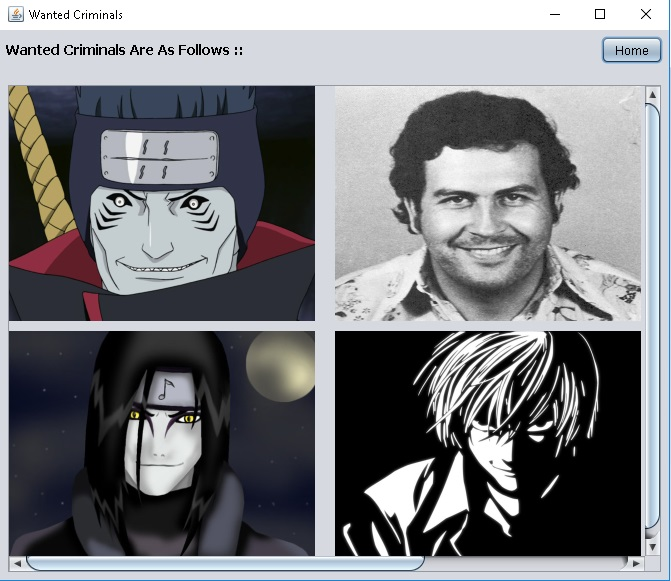 Wanted Criminals
Wanted Criminals Are As Follows ::
Home